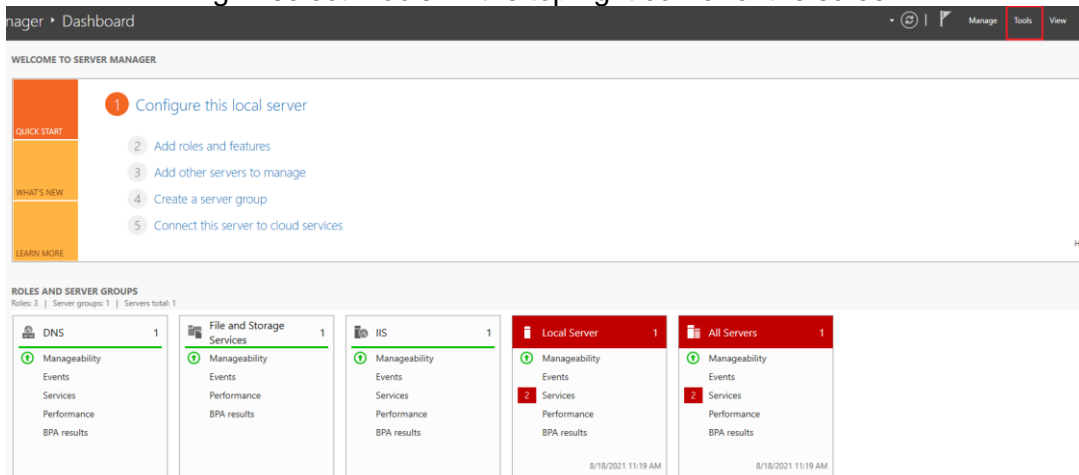 nager • Dashboard
Manage Tools View
WELCOME TO SERVER MANAGER
QUICK START
WHAT'S NEW
LEARN MORE
1 Configure this local server
2 Add roles and features
3 Add other servers to manage
4 Create a server group
5 Connect this server to cloud services
H
ROLES AND SERVER GROUPS
Roles: 3 | Server groups: 1 | Servers total: 1
DNS 1
Manageability
Events
Services
Performance
BPA results
File and Storage
Services 1
Manageability
Events
Performance
BPA results
IIS 1
Manageability
Events
Services
Performance
BPA results
Local Server 1
Manageability
Events
2 Services
Performance
BPA results
8/18/2021 11:19 AM
All Servers 1
Manageability
Events
2 Services
Performance
BPA results
8/18/2021 11:19 AM